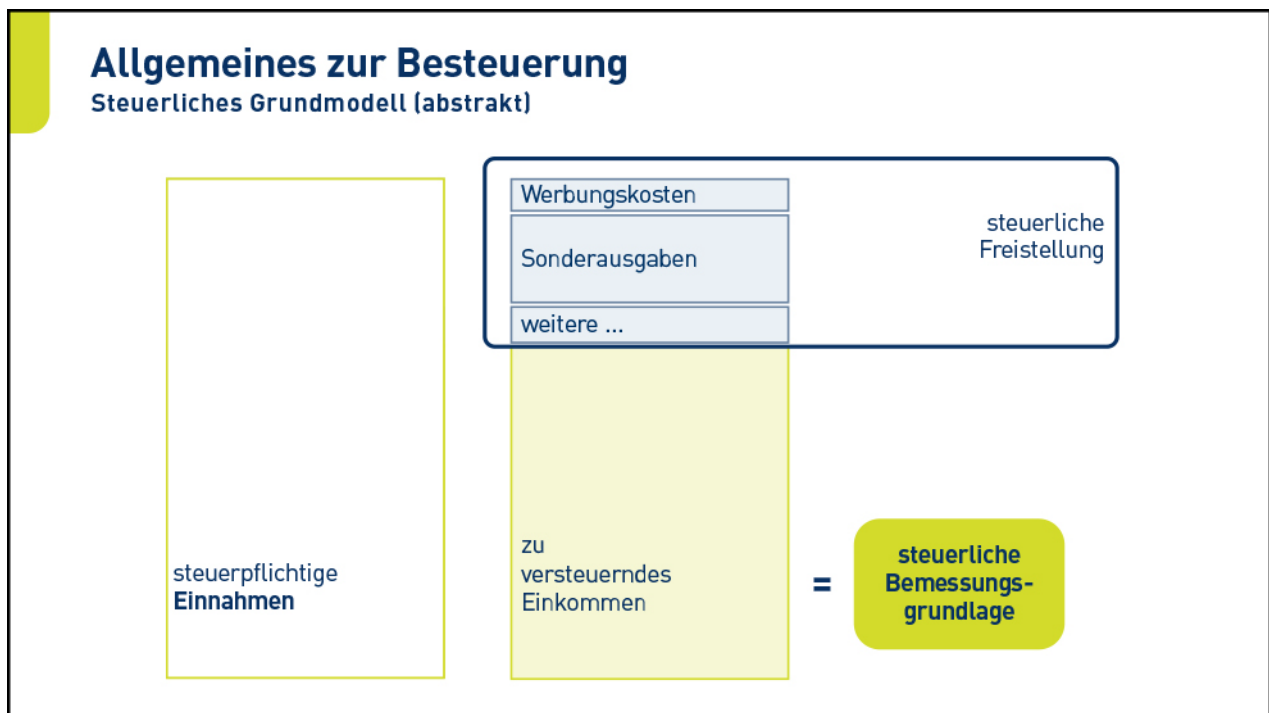 Allgemeines zur Besteuerung
Steuerliches Grundmodell (abstrakt)
Werbungskosten
Sonderausgaben
weitere ...
steuerliche
Freistellung
steuerpflichtige
Einnahmen
zu
versteuerndes
Einkommen
=
steuerliche
Bemessungs-
grundlage